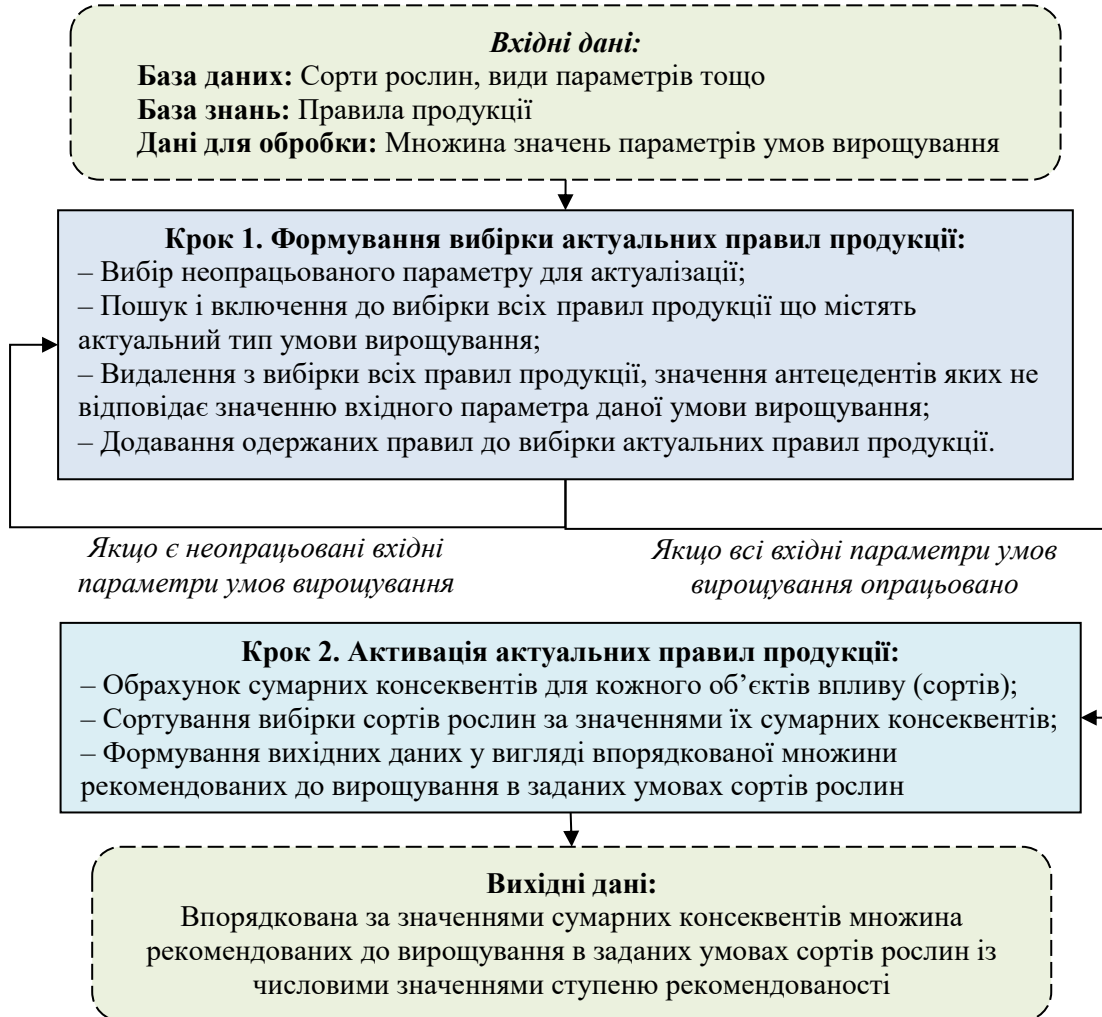 Вхідні дані:
База даних: Сорти рослин, види параметрів тощо
База знань: Правила продукції
Дані для обробки: Множина значень параметрів умов вирощування
Крок 1. Формування вибірки актуальних правил продукції:
– Вибір неопрацьованого параметру для актуалізації;
– Пошук і включення до вибірки всіх правил продукції що містять
актуальний тип умови вирощування;
– Видалення з вибірки всіх правил продукції, значення антецедентів яких не
відповідає значенню вхідного параметра даної умови вирощування;
– Додавання одержаних правил до вибірки актуальних правил продукції.
Якщо є неопрацьовані вхідні
параметри умов вирощування
Якщо всі вхідні параметри умов
вирощування опрацьовано
Крок 2. Активація актуальних правил продукції:
– Обрахунок сумарних консеквентів для кожного об’єктів впливу (сортів);
– Сортування вибірки сортів рослин за значеннями їх сумарних консеквентів;
– Формування вихідних даних у вигляді впорядкованої множини
рекомендованих до вирощування в заданих умовах сортів рослин
Вихідні дані:
Впорядкована за значеннями сумарних консеквентів множина
рекомендованих до вирощування в заданих умовах сортів рослин із
числовими значеннями ступеню рекомендованості